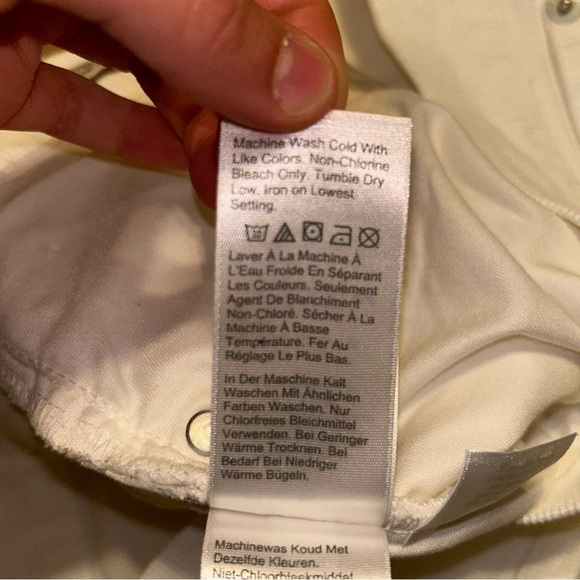 Machine Wash Cold With
Like Colors. Non-Chlorine
Bleach Only. Tumble Dry
Low. Iron on Lowest
Setting.
30
Laver À La Machine À
L'Eau Froide En Séparant
Les Couleurs. Seulement
Agent De Blanchiment
Non-Chloré. Sécher À La
Machine À Basse
Température. Fer Au
Réglage Le Plus Bas.
In Der Maschine Kalt
Waschen Mit Ähnlichen
Farben Waschen. Nur
Chlorfreies Bleichmittel
Verwenden. Bei Geringer
Wärme Trocknen. Bei
Bedarf Bei Niedriger
Wärme Bügeln.
Machinewas Koud Met
Dezelfde Kleuren.
Niet-Chloorbleekmiddel